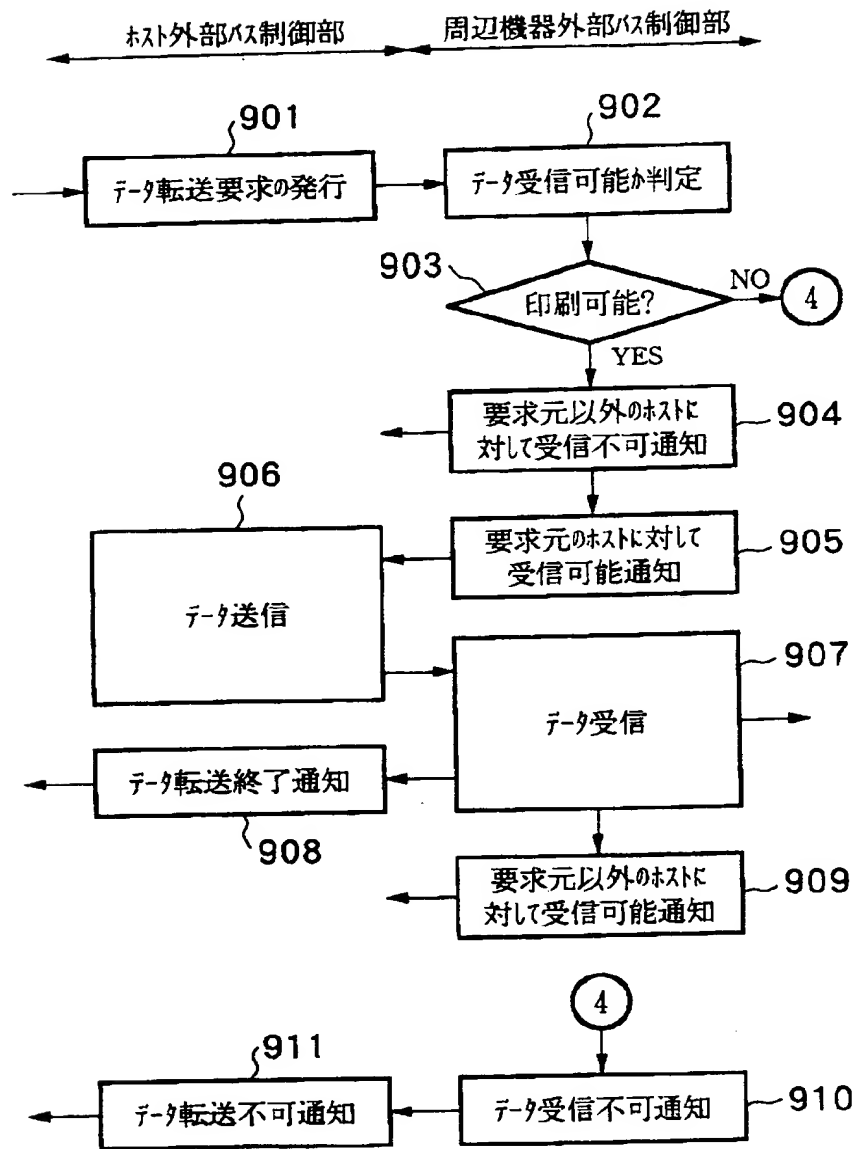 ホスト外部バス制御部
周辺機器外部バス制御部
901
902
データ転送要求の発行
データ受信可能か判定
903
印刷可能?
NO
4
YES
要求元以外のホストに
対して受信不可通知
904
906
要求元のホストに対して
受信可能通知
905
データ送信
907
データ受信
データ転送終了通知
908
要求元以外のホストに
対して受信可能通知
909
4
911
データ転送不可通知
データ受信不可通知
910